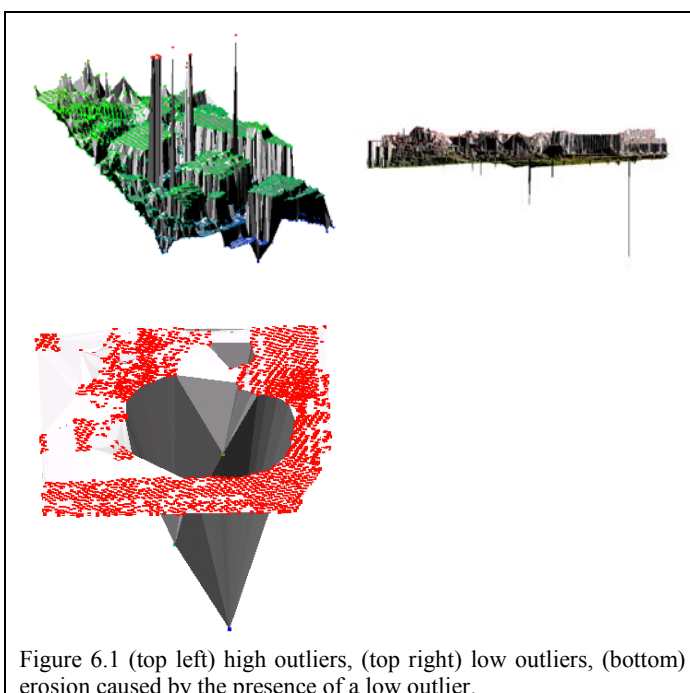 Figure 6.1 (top left) high outliers, (top right) low outliers, (bottom)
erosion caused by the presence of a low outlier.